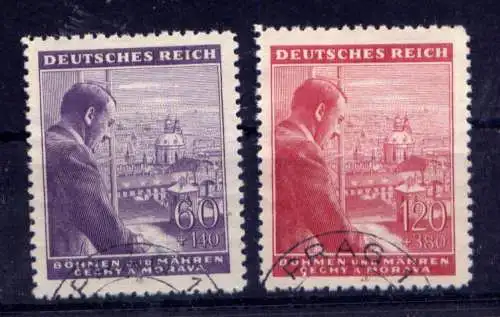 DEUTSCHES REICH
60
+140
BÖHMEN UND MÄHREN
ČECHY A MORAVA
DEUTSCHES REICH
120
+380
BÖHMEN UND MÄHREN
ČECHY A MORAVA
PRAG 1